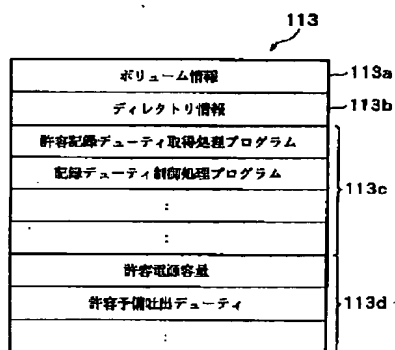 113
ボリューム情報
113a
ディレクトリ情報
113b
許容記録デューティ取得処理プログラム
記録デューティ制御処理プログラム
:
:
113c
許容電源容量
許容予備吐出デューティ
:
113d